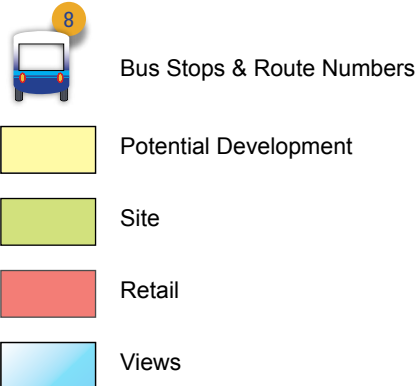 8
Bus Stops & Route Numbers
Potential Development
Site
Retail
Views